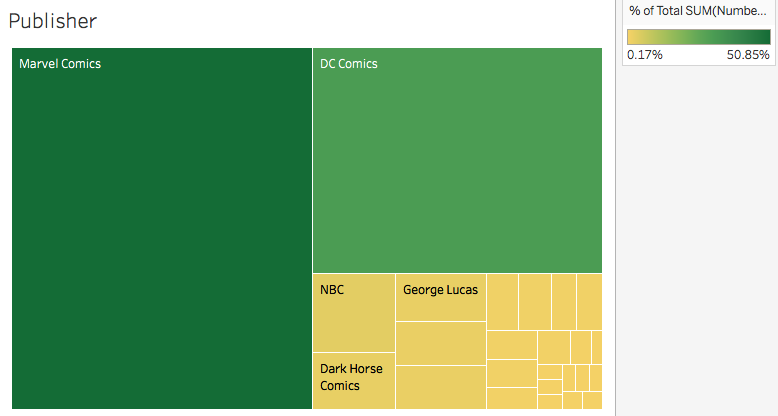 Publisher
% of Total SUM(Numbe...
0.17% 50.85%
Marvel Comics
DC Comics
NBC
George Lucas
Dark Horse
Comics